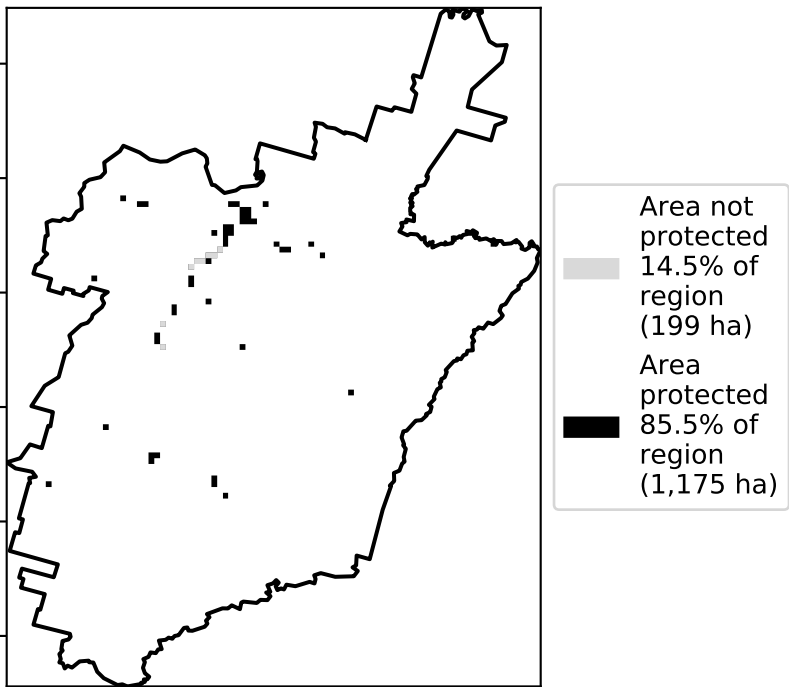 Area not
protected
14.5% of
region
(199 ha)
Area
protected
85.5% of
region
(1,175 ha)